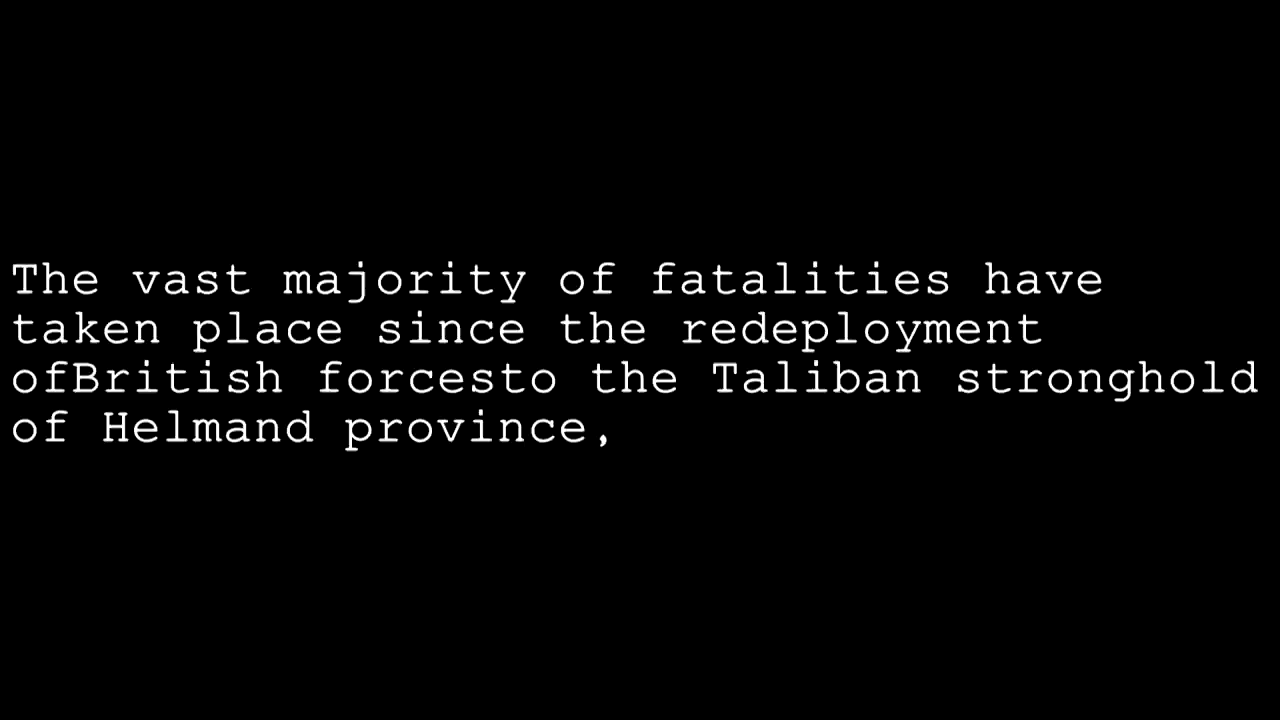 The vast majority of fatalities have
taken place since the redeployment
ofBritish forcesto the Taliban stronghold
of Helmand province,